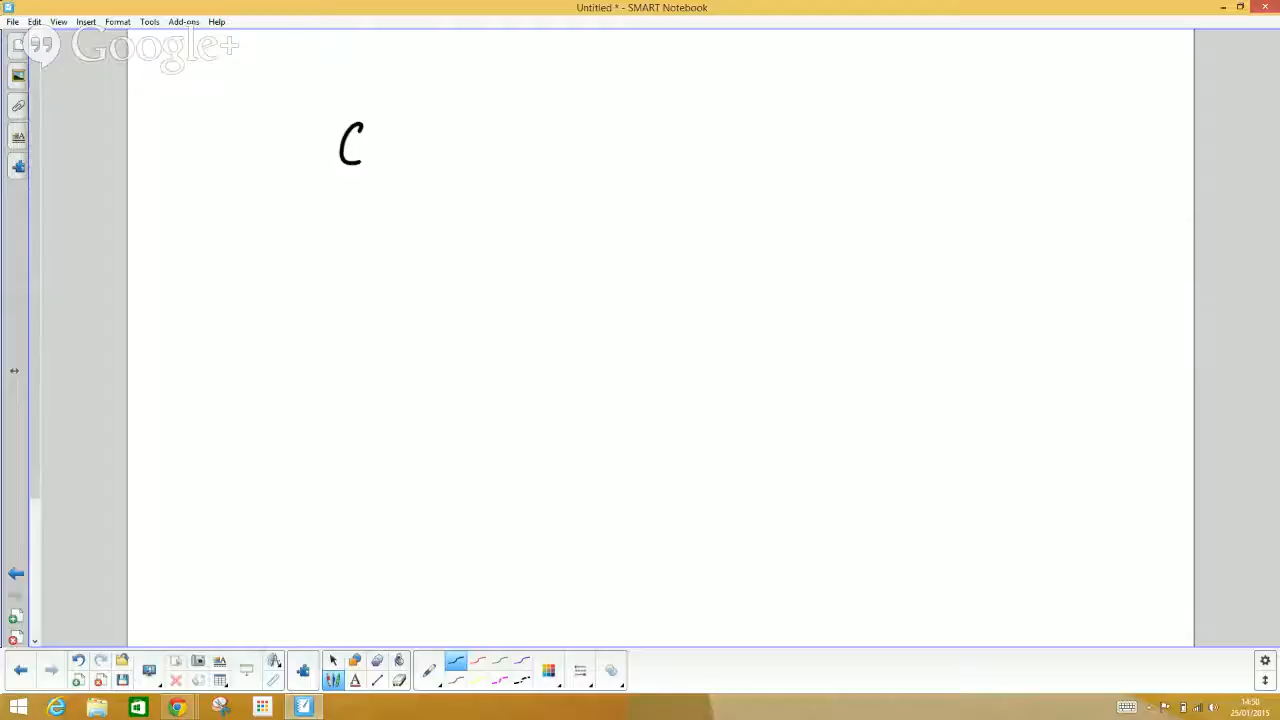 Untitled * - SMART Notebook
File Edit View Insert Format Tools Add-ons Help
Google+
C
14:50
25/01/2015